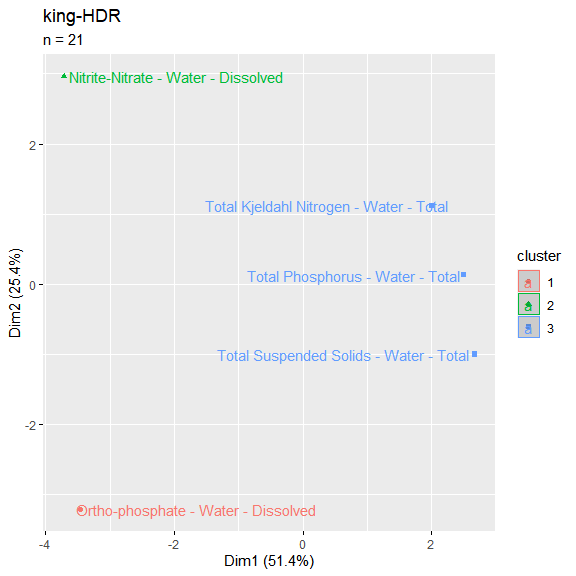 king-HDR
n = 21
Nitrite-Nitrate - Water - Dissolved
Total Kjeldahl Nitrogen - Water - Total
Total Phosphorus - Water - Total
Total Suspended Solids - Water - Total
Ortho-phosphate - Water - Dissolved
2
0
-2
Dim2 (25.4%)
-4 -2 0 2
Dim1 (51.4%)
cluster
a 1
a 2
a 3